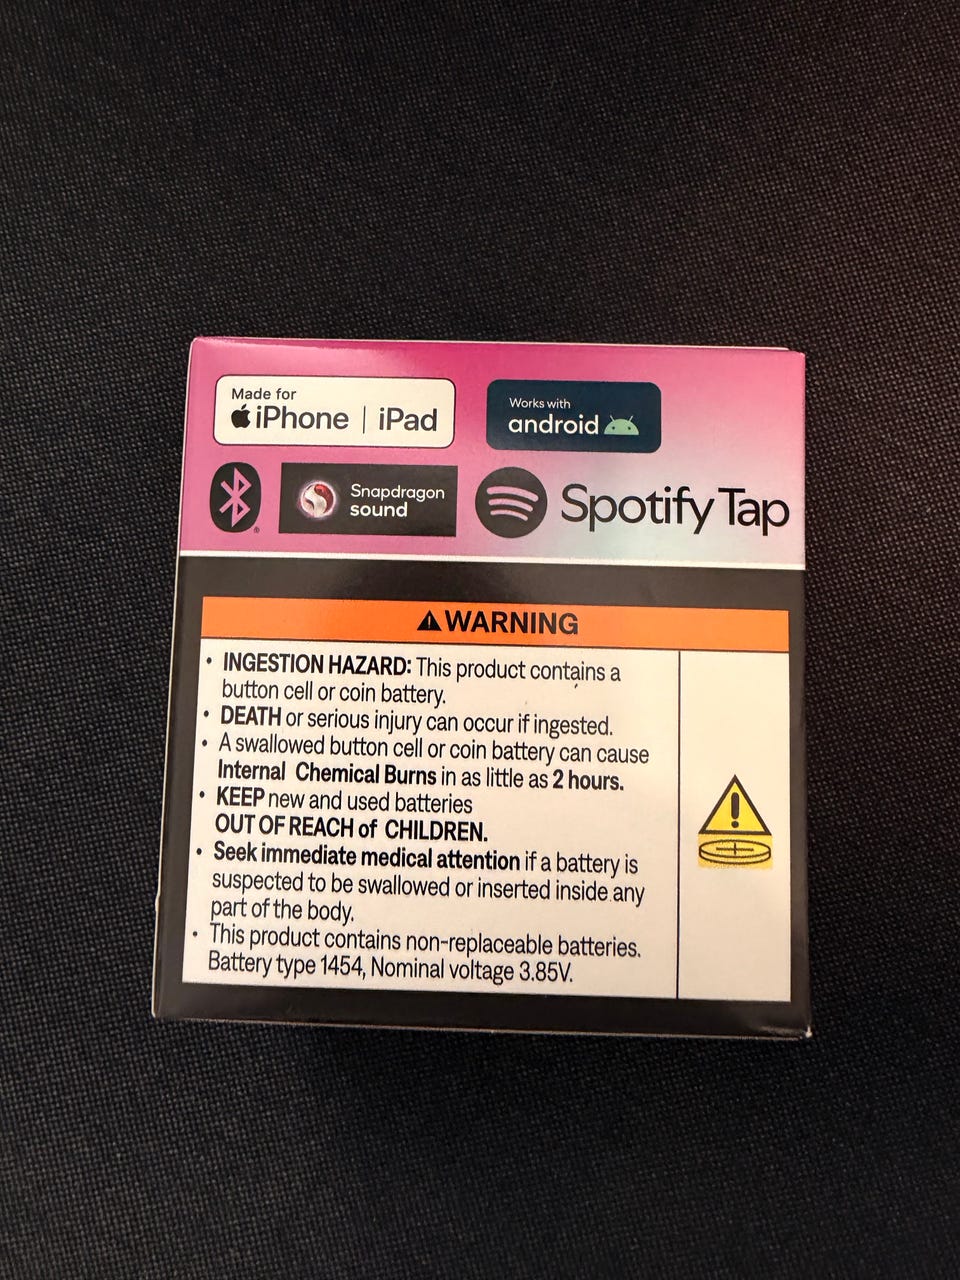 Made for
iPhone | iPad
Works with
android
Snapdragon
sound
®
Spotify Tap
WARNING
• INGESTION HAZARD: This product contains a
button cell or coin battery.
• DEATH or serious injury can occur if ingested.
• A swallowed button cell or coin battery can cause
Internal Chemical Burns in as little as 2 hours.
• KEEP new and used batteries
OUT OF REACH of CHILDREN.
• Seek immediate medical attention if a battery is
suspected to be swallowed or inserted inside any
part of the body.
• This product contains non-replaceable batteries.
Battery type 1454, Nominal voltage 3.85V.